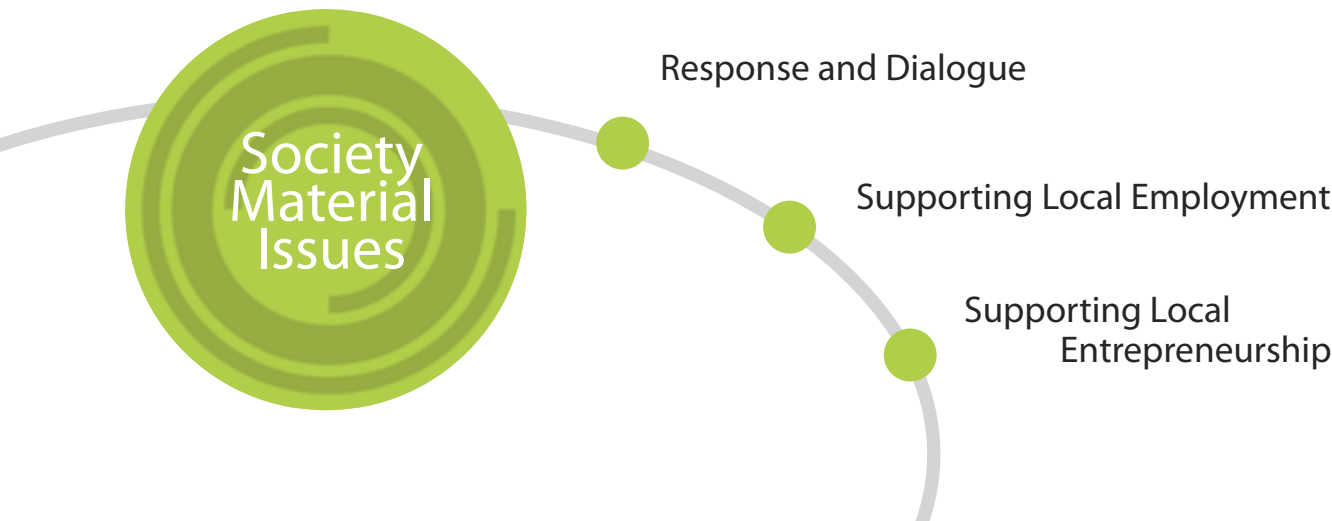 Society
Material
Issues
Response and Dialogue
Supporting Local Employment
Supporting Local
Entrepreneurship